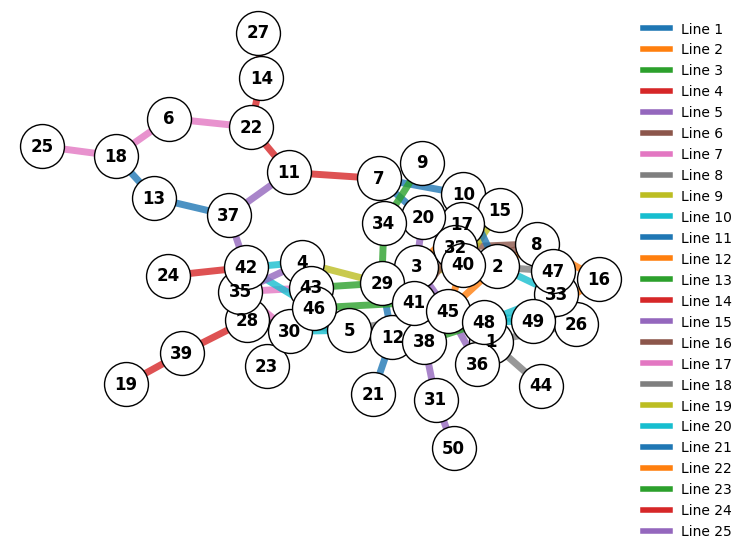 27
14
6
22
25
18
11
13
37
7
9
10
34
20
15
17
32
8
24
42
4
3
40
2
47
16
35
43
29
33
46
41
45
28
30
5
12
38
48
49
26
1
39
23
36
19
21
31
44
50
Line 1
Line 2
Line 3
Line 4
Line 5
Line 6
Line 7
Line 8
Line 9
Line 10
Line 11
Line 12
Line 13
Line 14
Line 15
Line 16
Line 17
Line 18
Line 19
Line 20
Line 21
Line 22
Line 23
Line 24
Line 25